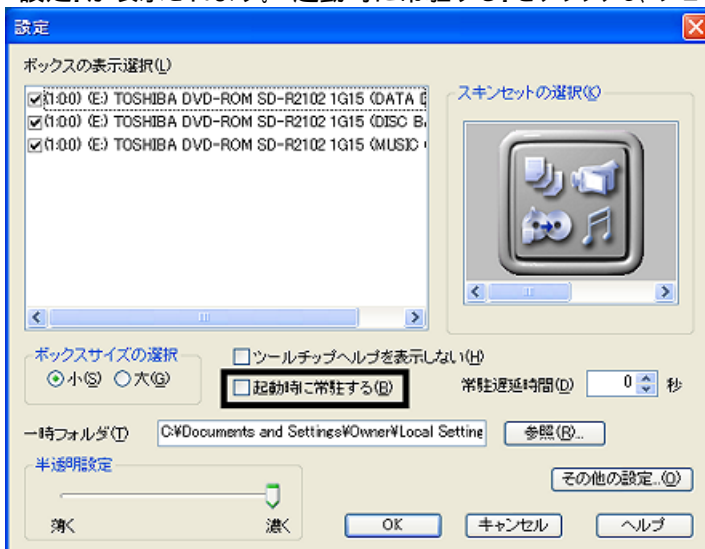 設定
ボックスの表示選択(L)
(1:0:0) (E:) TOSHIBA DVD-ROM SD-R2102 1G15 (DATA
(1:0:0) (E:) TOSHIBA DVD-ROM SD-R2102 1G15 (DISC
(1:0:0) (E:) TOSHIBA DVD-ROM SD-R2102 1G15 (MUSIC
スキンセットの選択(K)
ボックスサイズの選択
小(S) 大(G)
ツールチップヘルプを表示しない(H)
起動時に常駐する(B)
常駐遅延時間(D) 0 秒
一時フォルダ(T) C:¥Documents and Settings¥Owner¥Local Setting
参照(R)...
半透明設定
薄く 濃く
その他の設定...(O)
OK キャンセル ヘルプ